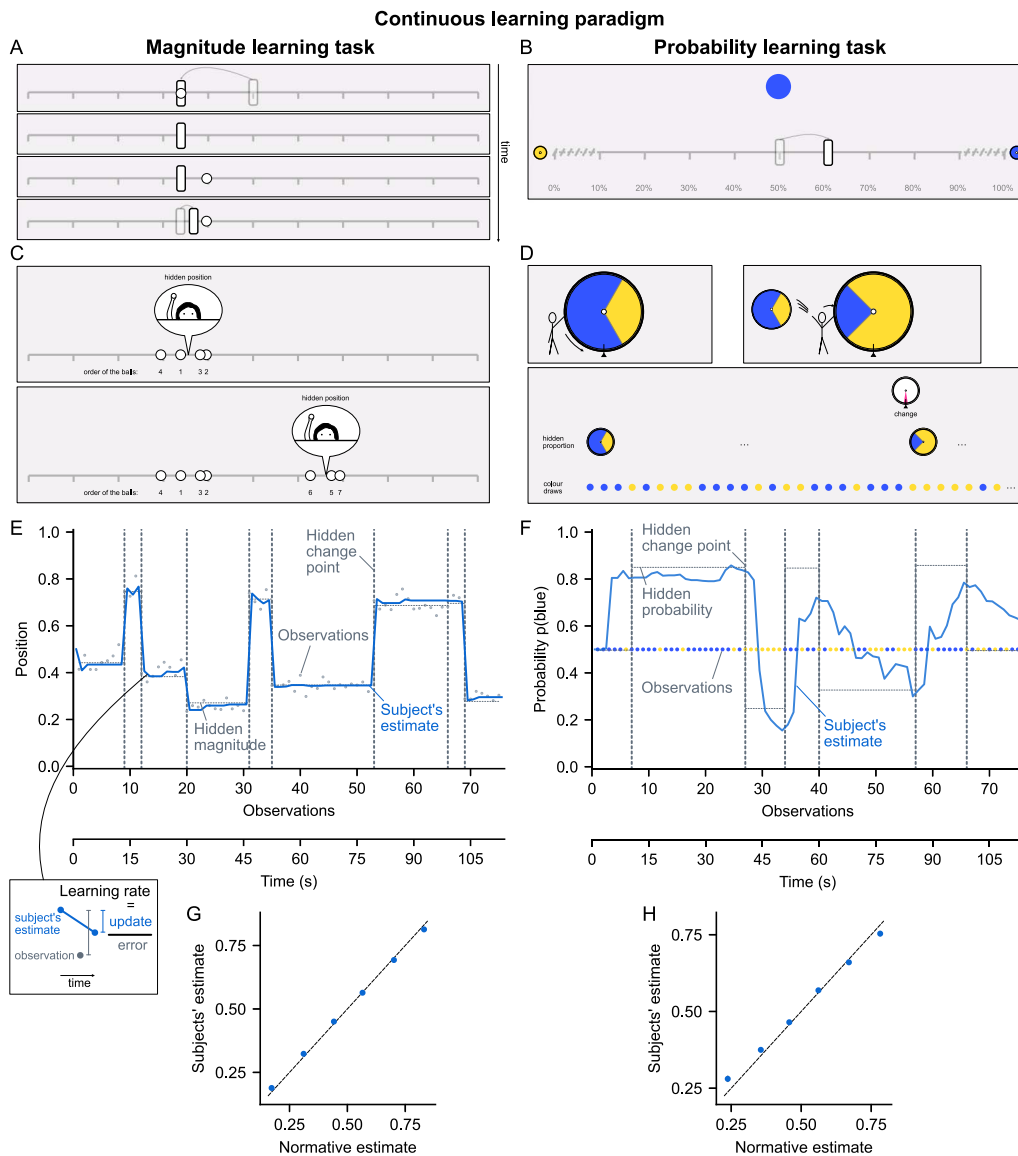 Continuous learning paradigm
A
Magnitude learning task
time
B
Probability learning task
0% 10% 20% 30% 40% 50% 60% 70% 80% 90% 100%
C
hidden position
order of the balls: 4 1 3 2
hidden position
order of the balls: 4 1 3 2 6 5 7
D
change
hidden
proportion
... ...
colour
draws
...
E
Position
1.0
0.8
0.6
0.4
0.2
0.0
Hidden
change
point
Observations
Subject's
estimate
Hidden
magnitude
0 10 20 30 40 50 60 70
Observations
0 15 30 45 60 75 90 105
Time (s)
Learning rate
=
subject's
estimate
update
error
observation
time
F
Probability p(blue)
1.0
0.8
0.6
0.4
0.2
0.0
Hidden
change point
Hidden
probability
Observations
Subject's
estimate
0 10 20 30 40 50 60 70
Observations
0 15 30 45 60 75 90 105
Time (s)
G
Subjects' estimate
0.75
0.50
0.25
0.25 0.50 0.75
Normative estimate
H
Subjects' estimate
0.75
0.50
0.25
0.25 0.50 0.75
Normative estimate